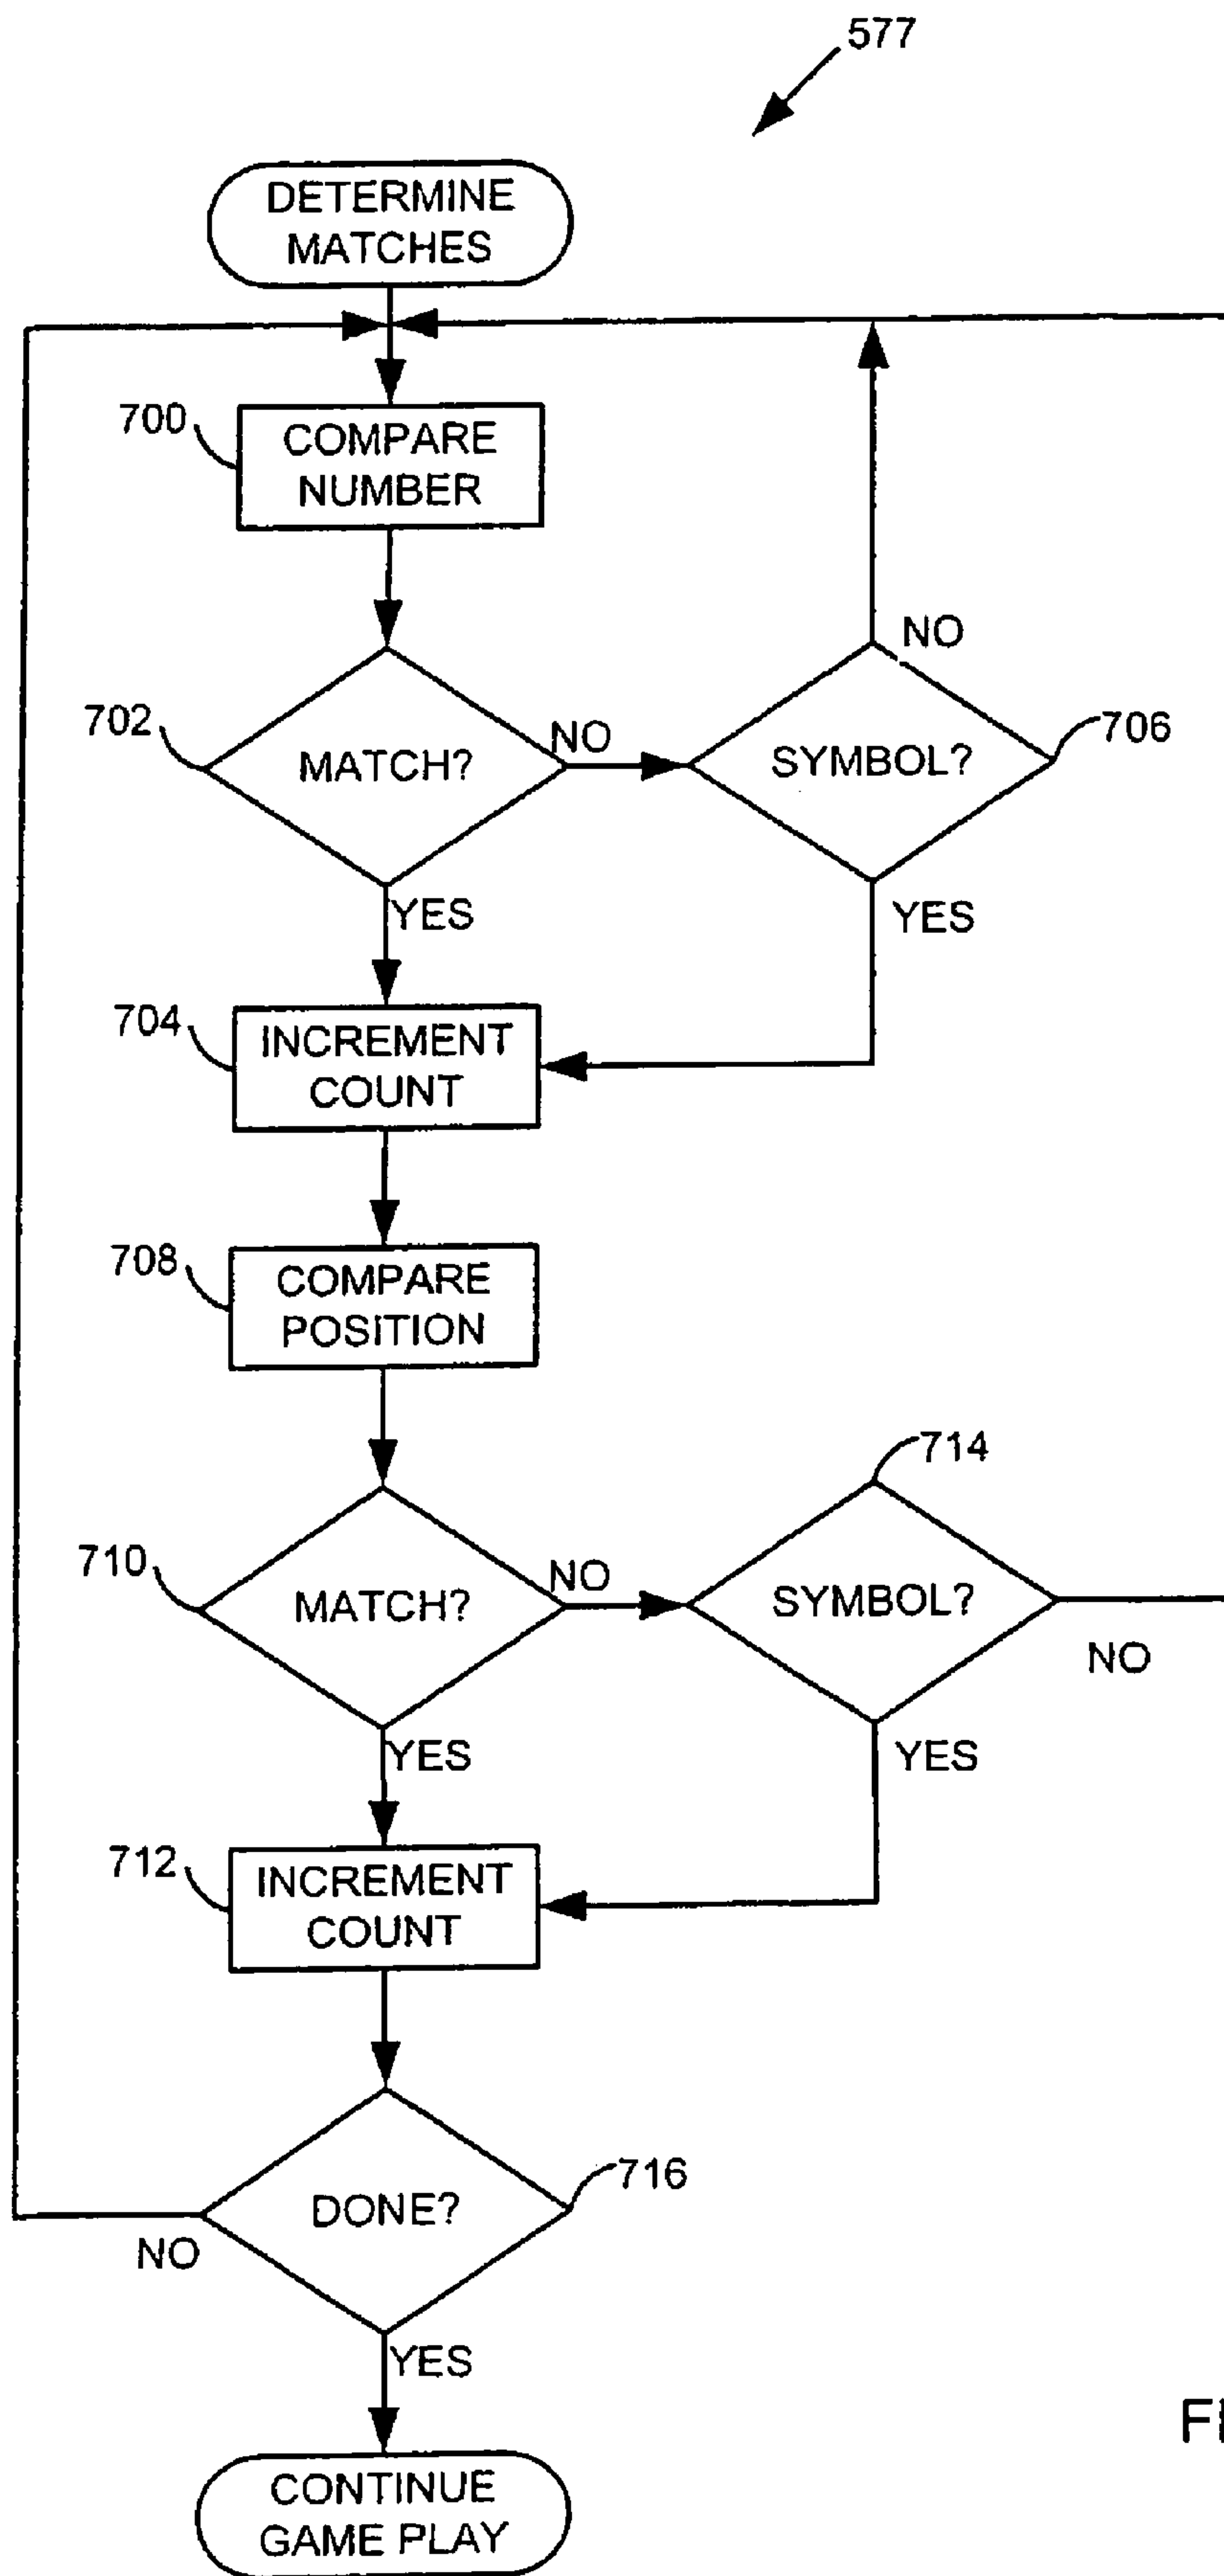 577
DETERMINE
MATCHES
700
COMPARE
NUMBER
NO
702
MATCH?
NO
SYMBOL?
706
YES
YES
704
INCREMENT
COUNT
708
COMPARE
POSITION
714
710
MATCH?
NO
SYMBOL?
NO
YES
YES
712
INCREMENT
COUNT
716
DONE?
NO
YES
CONTINUE
GAME PLAY